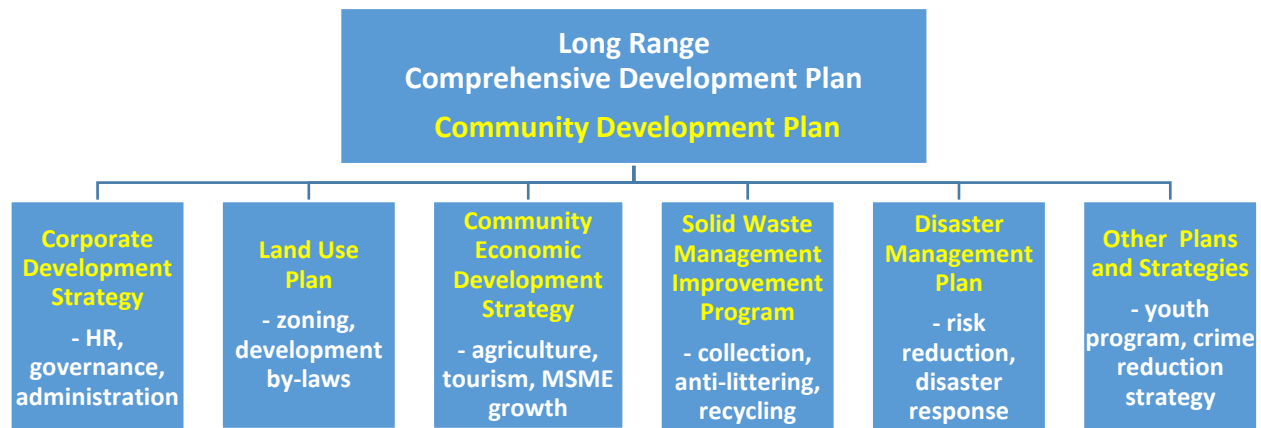 Long Range
Comprehensive Development Plan
Community Development Plan
Corporate
Development
Strategy
- HR,
governance,
administration
Land Use
Plan
- zoning,
development
by-laws
Community
Economic
Development
Strategy
- agriculture,
tourism, MSME
growth
Solid Waste
Management
Improvement
Program
- collection,
anti-littering,
recycling
Disaster
Management
Plan
- risk
reduction,
disaster
response
Other Plans
and Strategies
- youth
program, crime
reduction
strategy